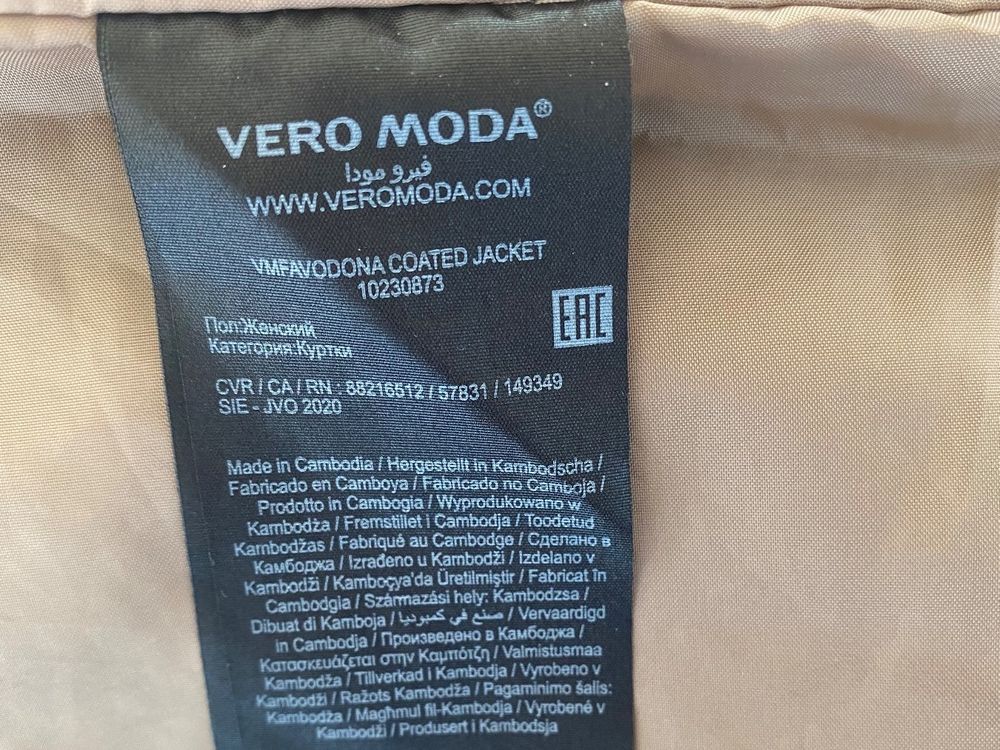 VERO MODA®
فيرو مودا
WWW.VEROMODA.COM
VMFAVODONA COATED JACKET
10230873
EAC
Пол:Женский
Категория:Куртки
CVR / CA / RN : 88216512 / 57831 / 149349
SIE - JVO 2020
Made in Cambodia / Hergestellt in Kambodscha /
Fabricado en Camboya / Fabricado no Camboja /
Prodotto in Cambogia / Wyprodukowano w
Kambodża / Fremstillet i Cambodja / Toodetud
Kambodžas / Fabriqué au Cambodge / Сделано в
Камбоджа / Izrađeno u Kambodži / Izdelano v
Kambodži / Kamboçya'da Üretilmiştir / Fabricat în
Cambodgia / Származási hely: Kambodzsa /
Dibuat di Kamboja / صنع في كمبوديا / Vervaardigd
in Cambodja / Произведено в Камбоджа /
Κατασκευάζεται στην Καμπότζη / Valmistusmaa
Kambodža / Tillverkad i Kambodja / Vyrobeno v
Kambodži / Ražots Kambodža / Pagaminimo šalis:
Kambodža / Magħmul fil-Kambodja / Vyrobené v
Kambodži / Produsert i Kambodsja